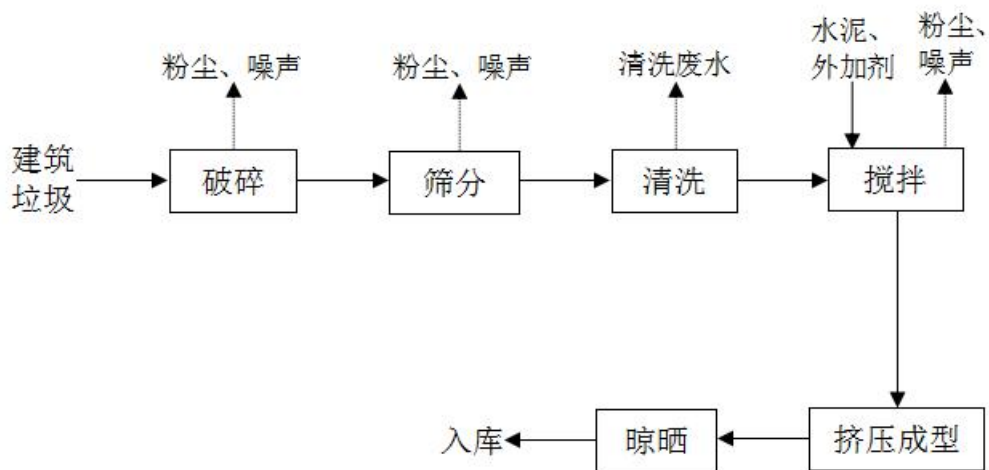 水泥、
外加剂
粉尘、
噪声
粉尘、噪声
粉尘、噪声
清洗废水
建筑
垃圾
破碎
筛分
清洗
搅拌
入库
晾晒
挤压成型